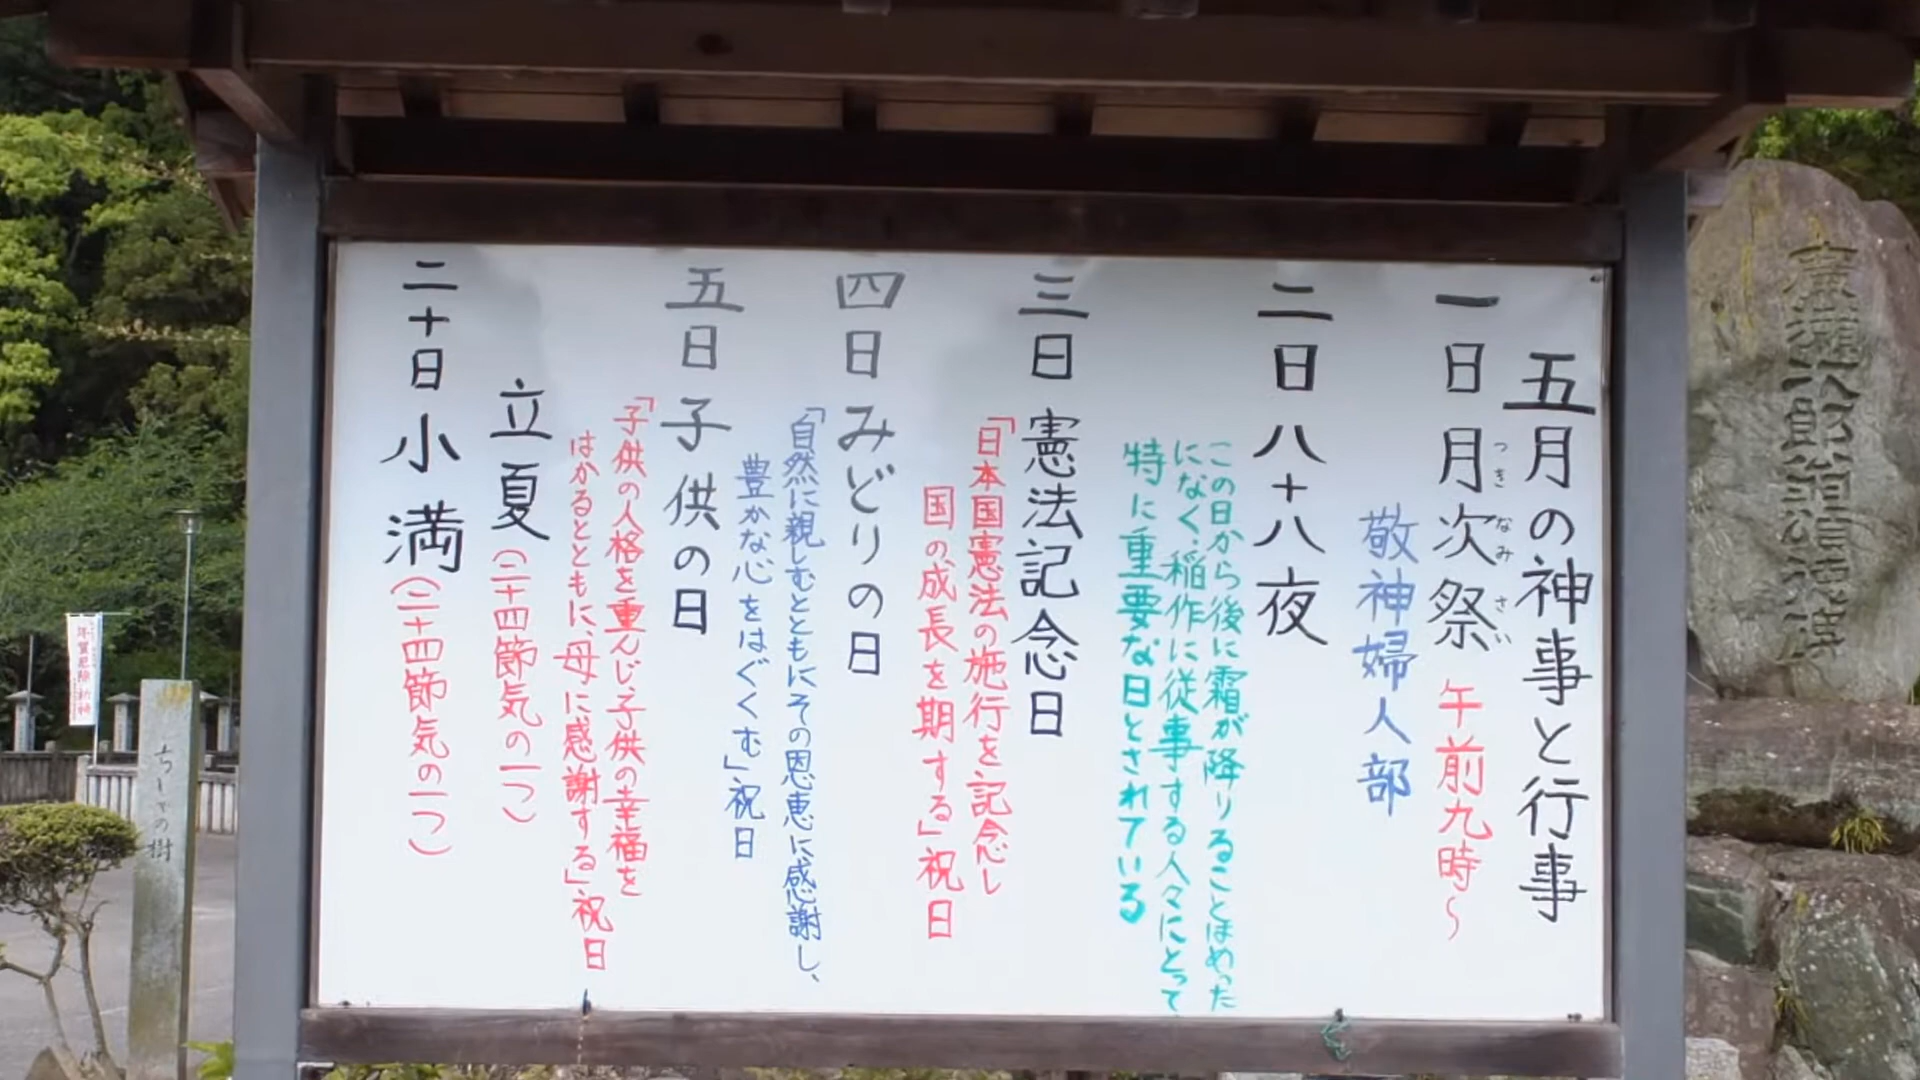 五月の神事と行事
一日 月次祭 午前九時～
つき なみ さい
敬神婦人部
二日 八十八夜
この日から後に霜が降りることはめった
になく、稲作に従事する人々にとって
特に重要な日とされている
三日 憲法記念日
「日本国憲法の施行を記念し
国の成長を期する」祝日
四日 みどりの日
「自然に親しむとともにその恩恵に感謝し、
豊かな心をはぐくむ」祝日
五日 子供の日
「子供の人格を重んじ、子供の幸福を
はかるとともに、母に感謝する」祝日
立夏（二十四節気の一つ）
二十日 小満（二十四節気の一つ）
の樹